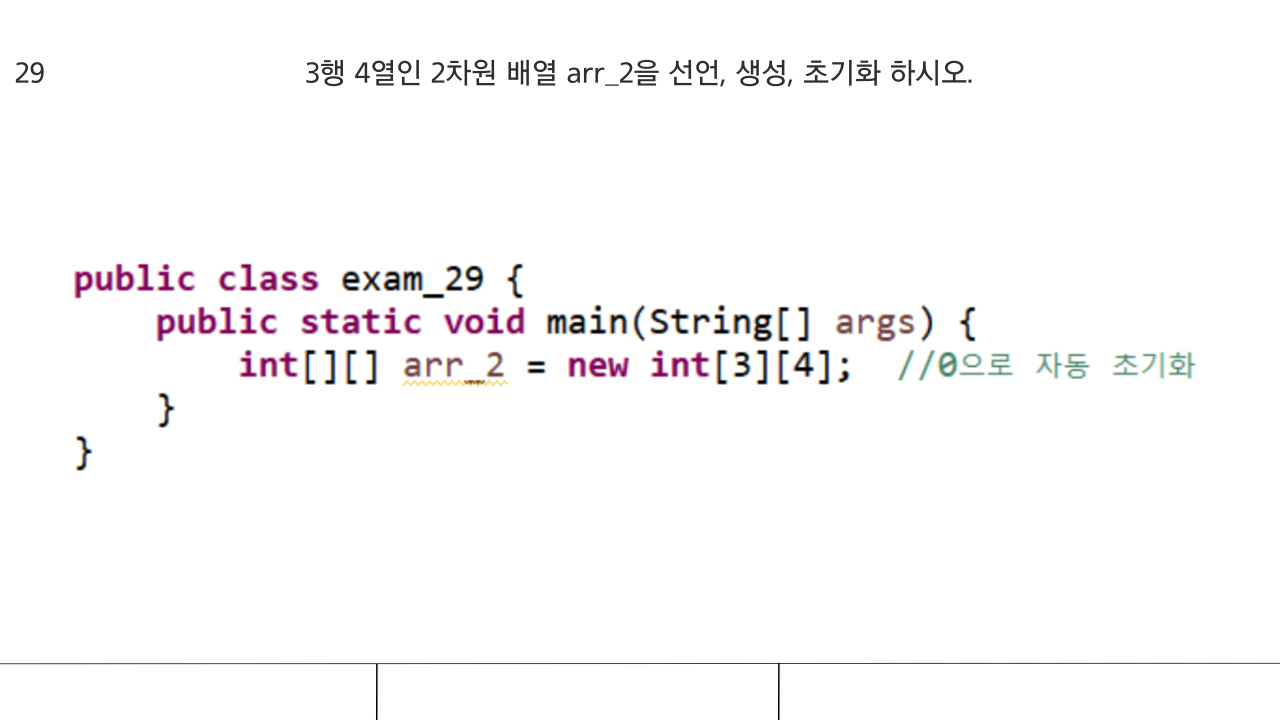 29
3행 4열인 2차원 배열 arr_2을 선언, 생성, 초기화 하시오.
public class exam_29 {
    public static void main(String[] args) {
        int[][] arr_2 = new int[3][4];  //0으로 자동 초기화
    }
}